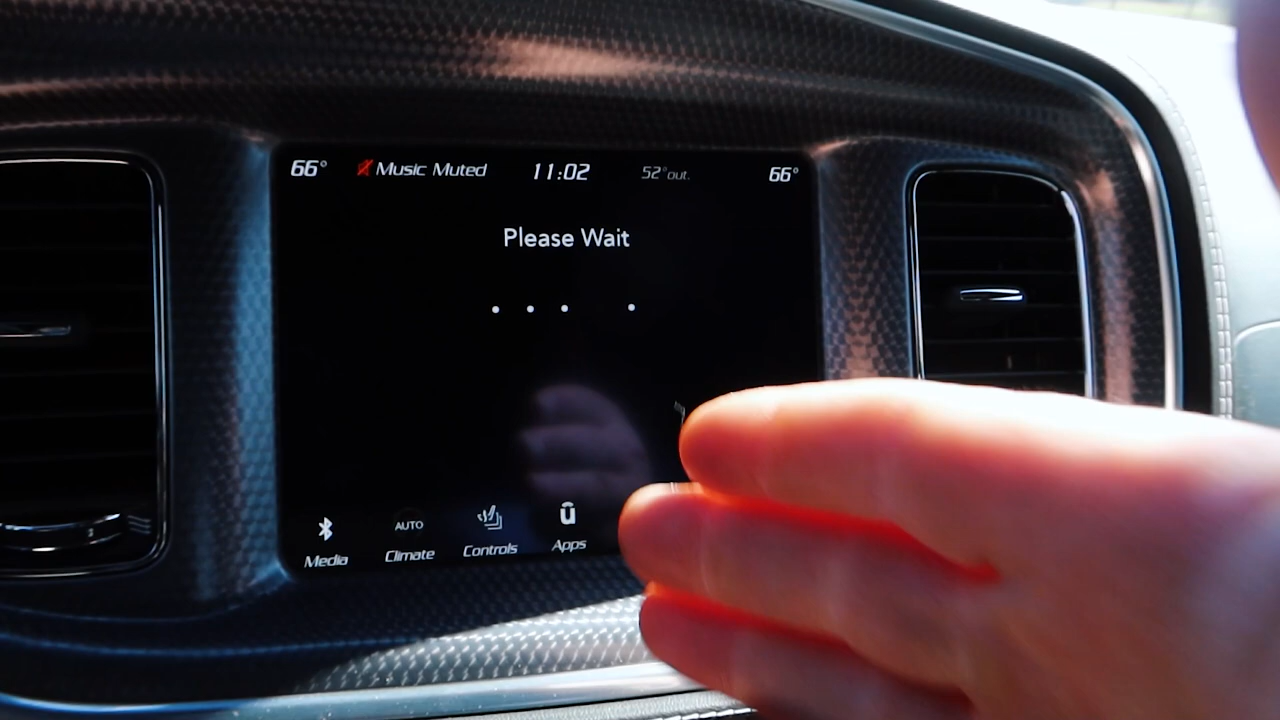 66° Music Muted 11:02 52° out. 66°
Please Wait
AUTO
Media Climate Controls Apps